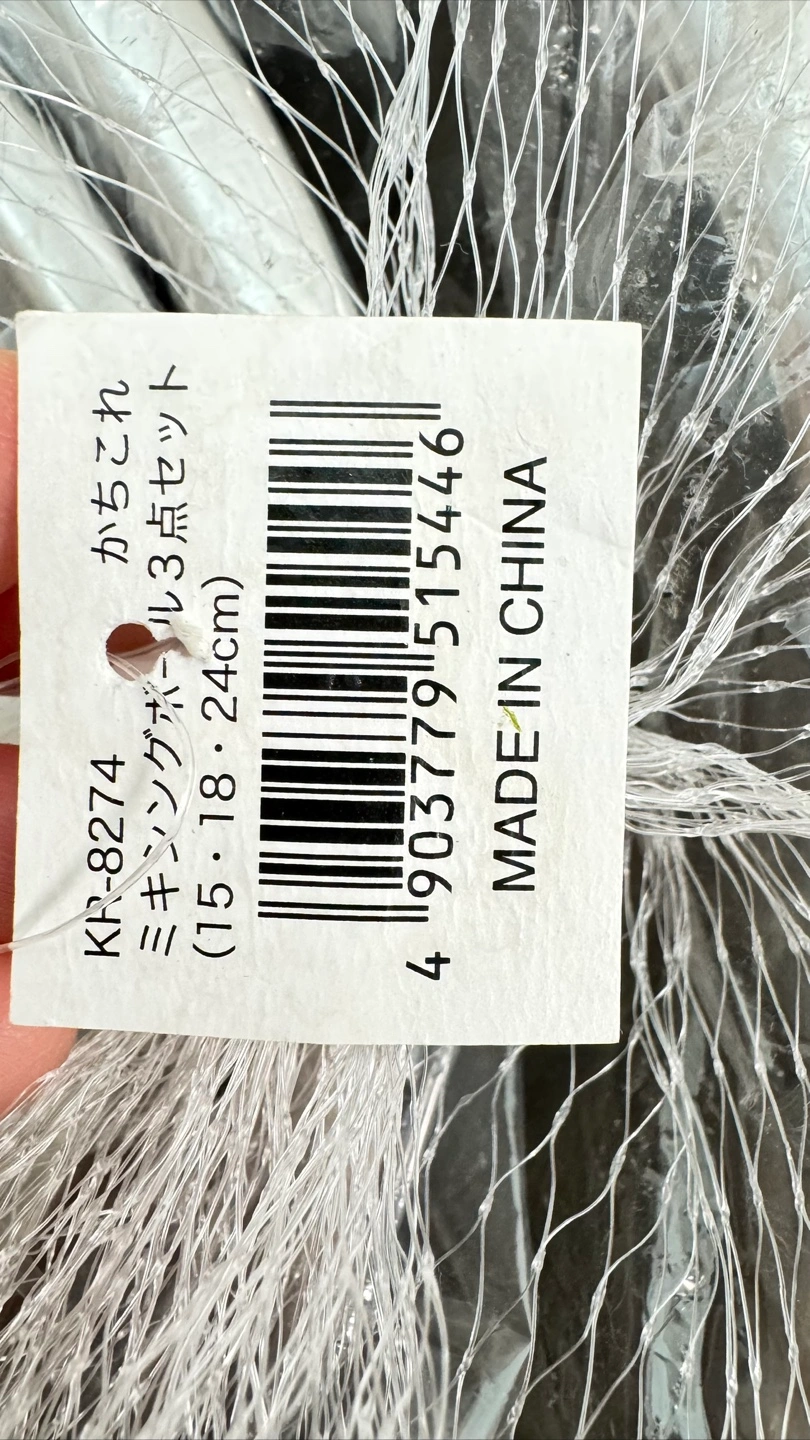 KR-8274 かちこれ
ミキシングボール3点セット
(15・18・24cm)
4 903779 515446
MADE IN CHINA